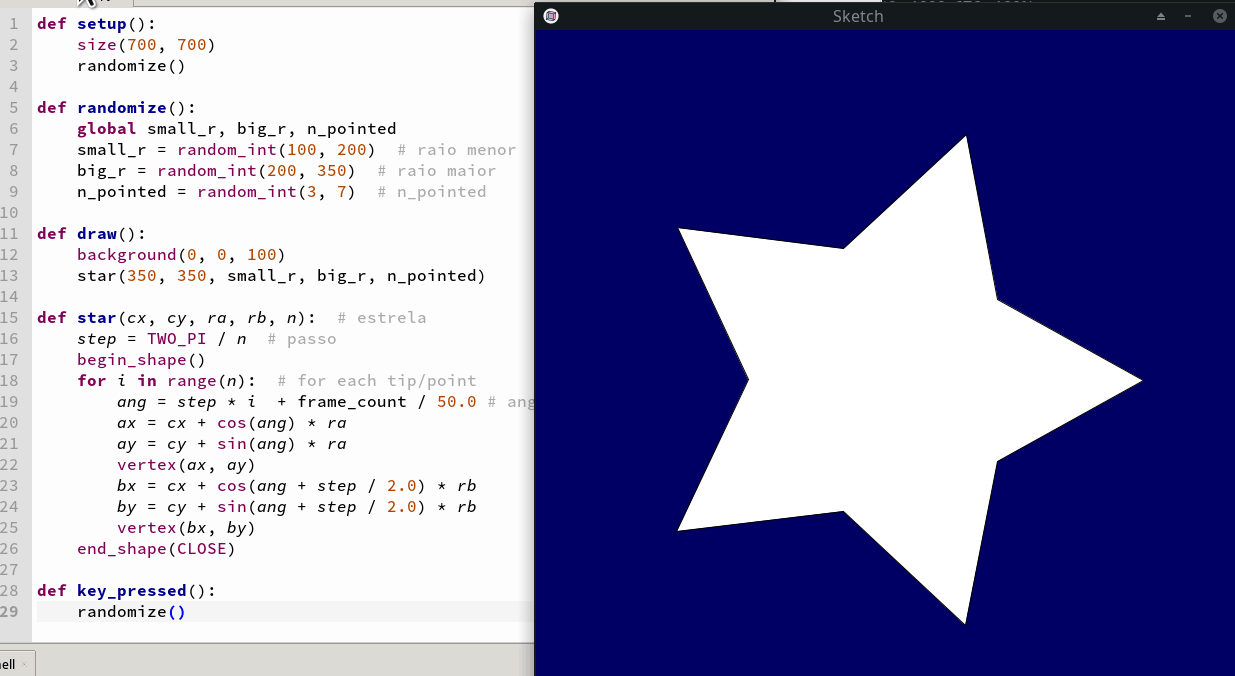 Sketch
1 def setup():
2     size(700, 700)
3     randomize()
4
5 def randomize():
6     global small_r, big_r, n_pointed
7     small_r = random_int(100, 200)  # raio menor
8     big_r = random_int(200, 350)  # raio maior
9     n_pointed = random_int(3, 7)  # n_pointed
10
11 def draw():
12     background(0, 0, 100)
13     star(350, 350, small_r, big_r, n_pointed)
14
15 def star(cx, cy, ra, rb, n):  # estrela
16     step = TWO_PI / n  # passo
17     begin_shape()
18     for i in range(n):  # for each tip/point
19         ang = step * i  + frame_count / 50.0 # ang
20         ax = cx + cos(ang) * ra
21         ay = cy + sin(ang) * ra
22         vertex(ax, ay)
23         bx = cx + cos(ang + step / 2.0) * rb
24         by = cy + sin(ang + step / 2.0) * rb
25         vertex(bx, by)
26     end_shape(CLOSE)
27
28 def key_pressed():
29     randomize()
ell